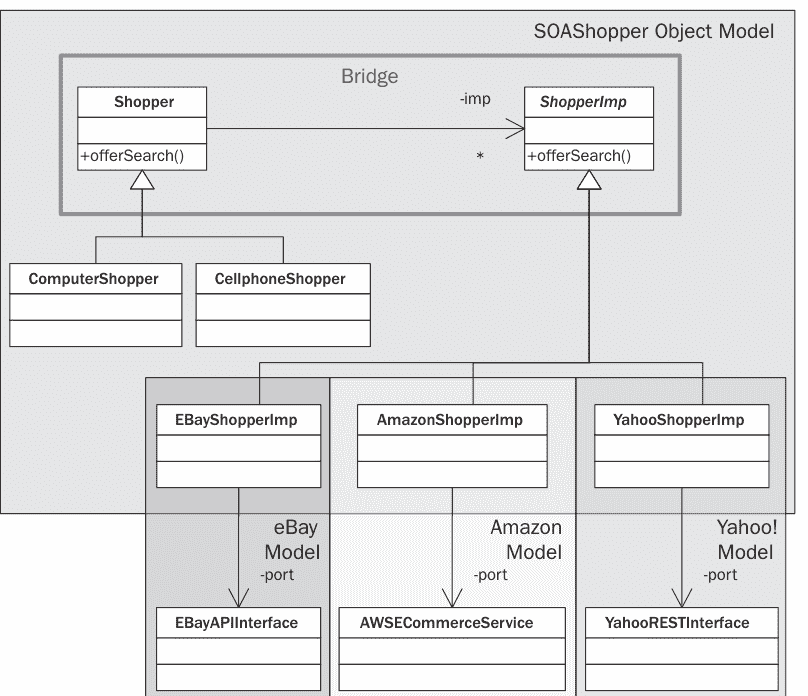 SOAShopper Object Model
Bridge
Shopper
-imp
ShopperImp
+offerSearch()
*
+offerSearch()
ComputerShopper
CellphoneShopper
EBayShopperImp
AmazonShopperImp
YahooShopperImp
eBay
Model
Amazon
Model
Yahoo!
Model
-port
-port
-port
EBayAPIInterface
AWSECommerceService
YahooRESTInterface